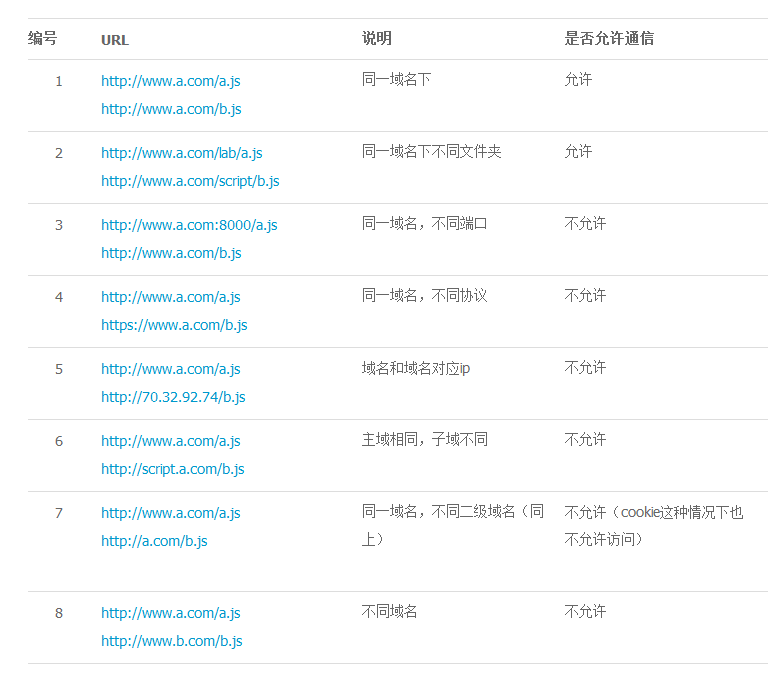 编号 URL 说明 是否允许通信
1 http://www.a.com/a.js 同一域名下 允许
http://www.a.com/b.js
2 http://www.a.com/lab/a.js 同一域名下不同文件夹 允许
http://www.a.com/script/b.js
3 http://www.a.com:8000/a.js 同一域名，不同端口 不允许
http://www.a.com/b.js
4 http://www.a.com/a.js 同一域名，不同协议 不允许
https://www.a.com/b.js
5 http://www.a.com/a.js 域名和域名对应ip 不允许
http://70.32.92.74/b.js
6 http://www.a.com/a.js 主域相同，子域不同 不允许
http://script.a.com/b.js
7 http://www.a.com/a.js 同一域名，不同二级域名（同 不允许（cookie这种情况下也
http://a.com/b.js 上） 不允许访问）
8 http://www.a.com/a.js 不同域名 不允许
http://www.b.com/b.js